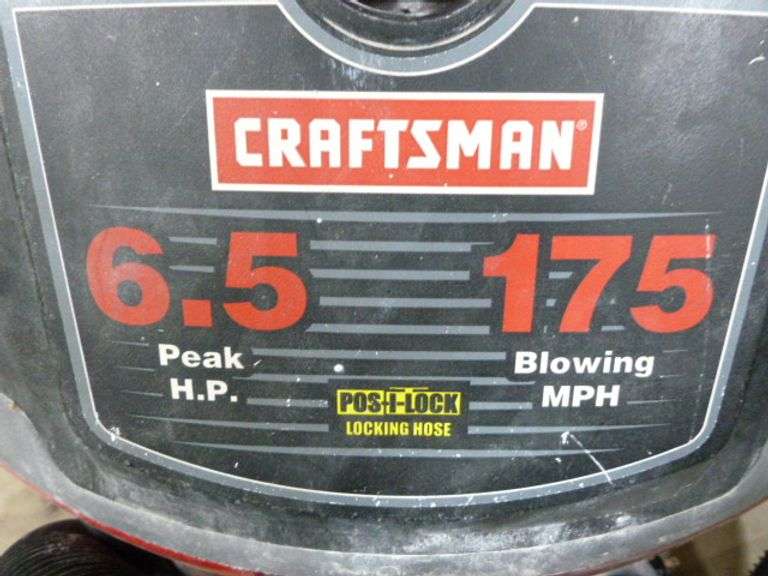 CRAFTSMAN®
6.5 175
Peak Blowing
H.P. MPH
POS-I-LOCK
LOCKING HOSE